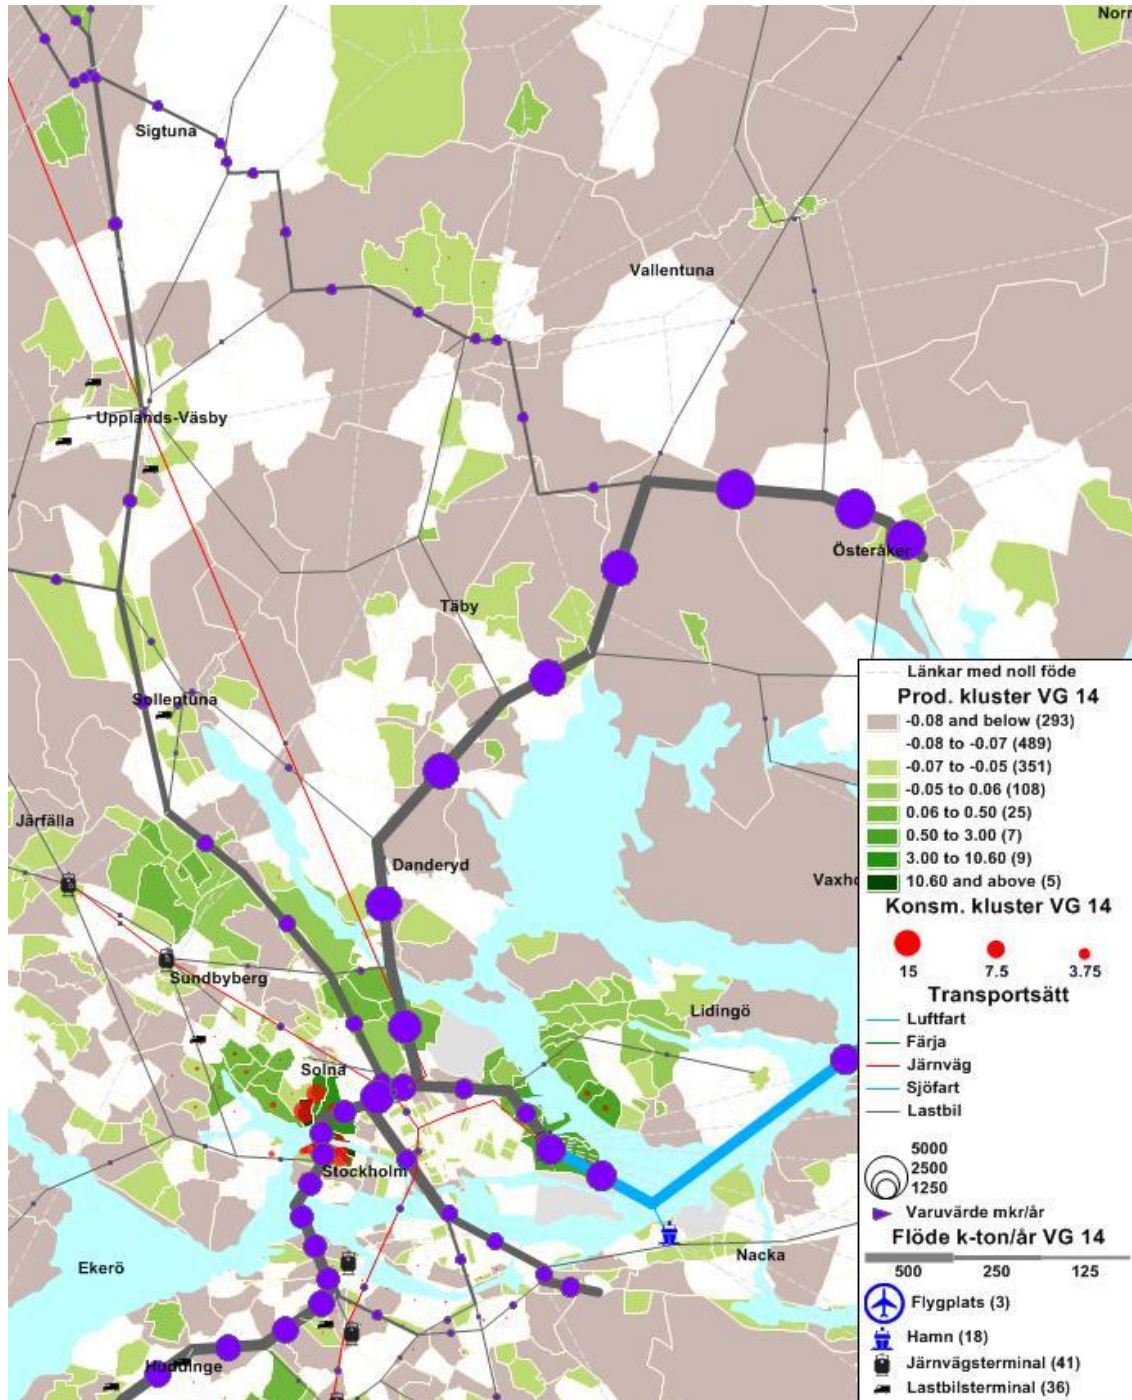 Norr
Sigtuna
Vallentuna
Upplands-Väsby
Österåker
Täby
Sollentuna
Järfälla
Danderyd
Vaxho
Sundbyberg
Lidingö
Solna
Stockholm
Nacka
Ekerö
Huddinge
Länkar med noll föde
Prod. kluster VG 14
-0.08 and below (293)
-0.08 to -0.07 (489)
-0.07 to -0.05 (351)
-0.05 to 0.06 (108)
0.06 to 0.50 (25)
0.50 to 3.00 (7)
3.00 to 10.60 (9)
10.60 and above (5)
Konsm. kluster VG 14
15 7.5 3.75
Transportsätt
Luftfart
Färja
Järnväg
Sjöfart
Lastbil
5000
2500
1250
Varuvärde mkr/år
Flöde k-ton/år VG 14
500 250 125
Flygplats (3)
Hamn (18)
Järnvägsterminal (41)
Lastbilsterminal (36)